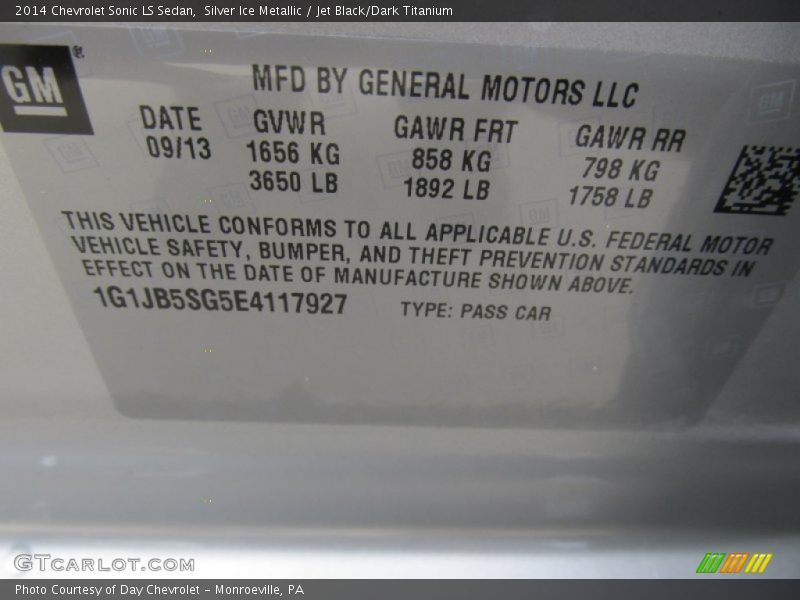 2014 Chevrolet Sonic LS Sedan,  Silver Ice Metallic / Jet Black/Dark Titanium
GM®
MFD BY GENERAL MOTORS LLC
DATE GVWR GAWR FRT GAWR RR
09/13 1656 KG 858 KG 798 KG
3650 LB 1892 LB 1758 LB
THIS VEHICLE CONFORMS TO ALL APPLICABLE U.S. FEDERAL MOTOR
VEHICLE SAFETY, BUMPER, AND THEFT PREVENTION STANDARDS IN
EFFECT ON THE DATE OF MANUFACTURE SHOWN ABOVE.
1G1JB5SG5E4117927 TYPE: PASS CAR
GTCARLOT.COM
Photo Courtesy of Day Chevrolet - Monroeville, PA